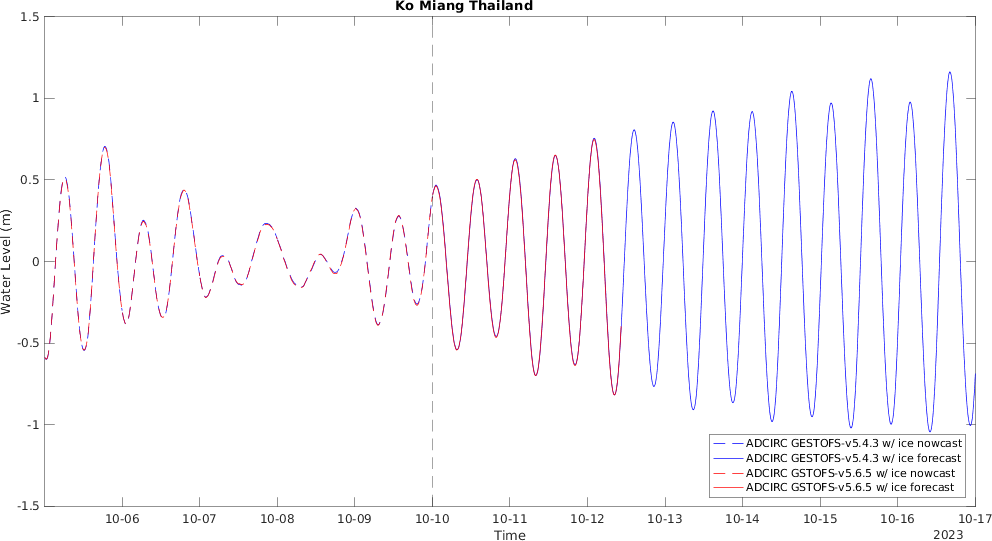 Ko Miang Thailand
1.5
1
0.5
0
-0.5
-1
-1.5
Water Level (m)
10-06 10-07 10-08 10-09 10-10 10-11 10-12 10-13 10-14 10-15 10-16 10-17
Time
2023
ADCIRC GESTOFS-v5.4.3 w/ ice nowcast
ADCIRC GESTOFS-v5.4.3 w/ ice forecast
ADCIRC GSTOFS-v5.6.5 w/ ice nowcast
ADCIRC GSTOFS-v5.6.5 w/ ice forecast